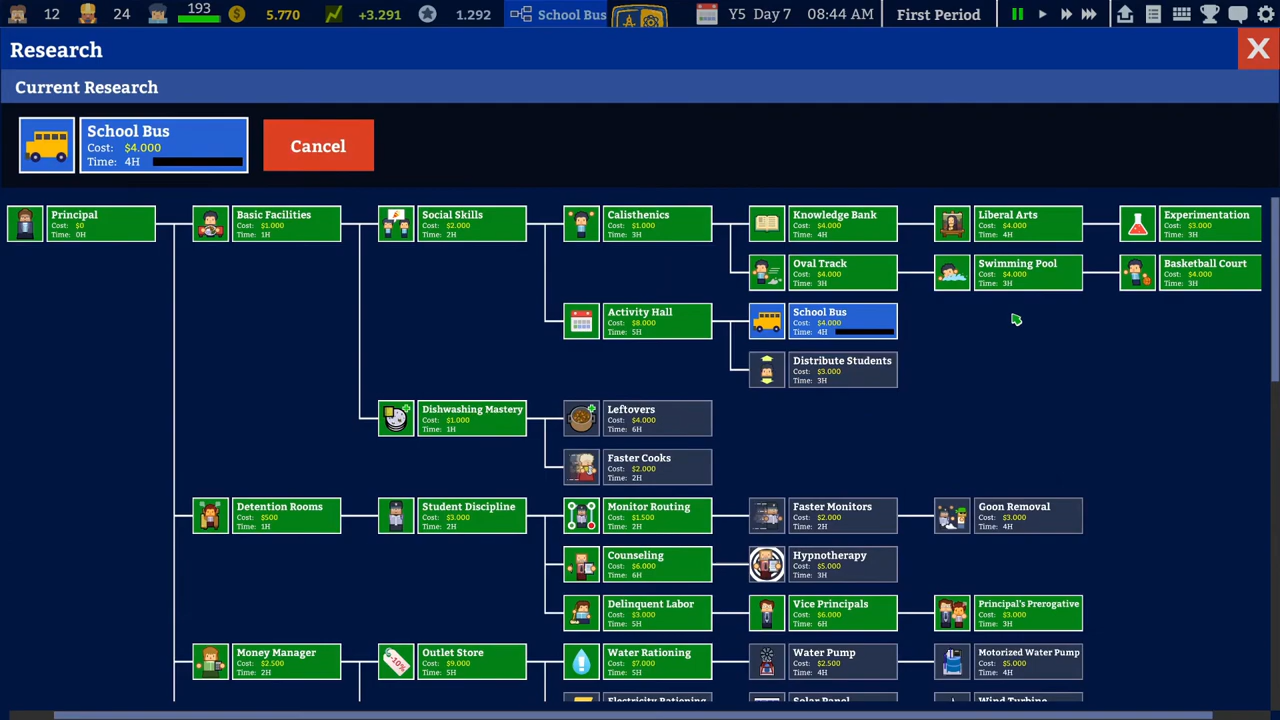 12 24 193 5.770 +3.291 1.292 School Bus Y5 Day 7 08:44 AM First Period
Research
Current Research
School Bus
Cost: $4.000
Time: 4H
Cancel
Principal
Cost: $0
Time: 0H
Basic Facilities
Cost: $1.000
Time: 1H
Social Skills
Cost: $2.000
Time: 2H
Calisthenics
Cost: $1.000
Time: 3H
Knowledge Bank
Cost: $4.000
Time: 4H
Liberal Arts
Cost: $4.000
Time: 4H
Experimentation
Cost: $3.000
Time: 3H
Oval Track
Cost: $4.000
Time: 3H
Swimming Pool
Cost: $4.000
Time: 3H
Basketball Court
Cost: $4.000
Time: 3H
Activity Hall
Cost: $8.000
Time: 5H
School Bus
Cost: $4.000
Time: 4H
Distribute Students
Cost: $3.000
Time: 3H
Dishwashing Mastery
Cost: $1.000
Time: 1H
Leftovers
Cost: $4.000
Time: 6H
Faster Cooks
Cost: $2.000
Time: 2H
Detention Rooms
Cost: $500
Time: 1H
Student Discipline
Cost: $3.000
Time: 2H
Monitor Routing
Cost: $1.500
Time: 2H
Faster Monitors
Cost: $2.000
Time: 2H
Goon Removal
Cost: $3.000
Time: 4H
Counseling
Cost: $6.000
Time: 6H
Hypnotherapy
Cost: $5.000
Time: 3H
Delinquent Labor
Cost: $3.000
Time: 5H
Vice Principals
Cost: $6.000
Time: 6H
Principal's Prerogative
Cost: $3.000
Time: 3H
Money Manager
Cost: $2.500
Time: 2H
Outlet Store
Cost: $9.000
Time: 5H
-10%
Water Rationing
Cost: $7.000
Time: 5H
Water Pump
Cost: $2.500
Time: 4H
Motorized Water Pump
Cost: $5.000
Time: 4H
Electricity Rationing
Solar Panel
Wind Turbine